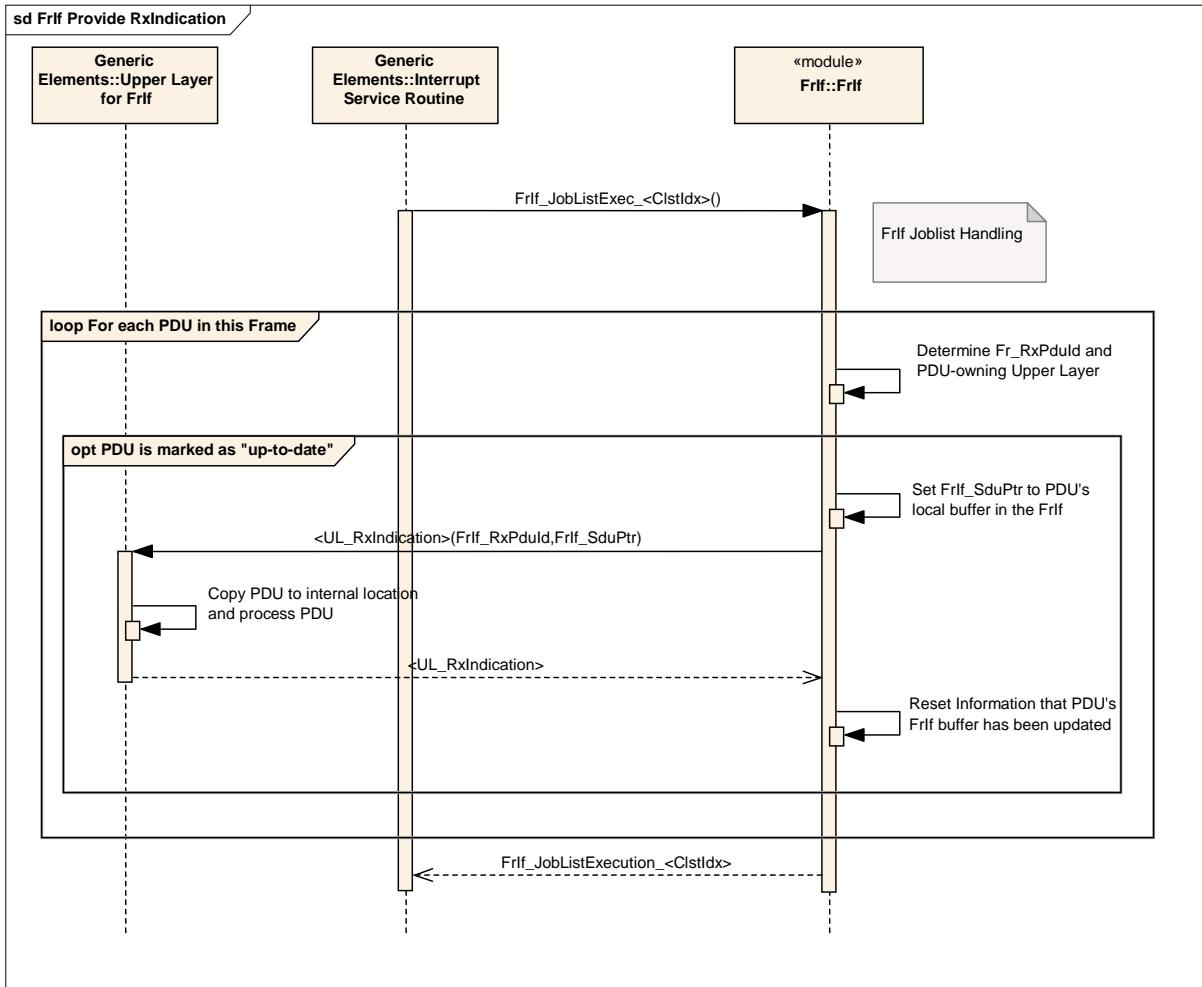 sd FrIf Provide RxIndication
Generic
Elements::Upper Layer
for FrIf
Generic
Elements::Interrupt
Service Routine
«module»
FrIf::FrIf
FrIf_JobListExec_<ClstIdx>()
FrIf Joblist Handling
loop For each PDU in this Frame
Determine Fr_RxPduId and
PDU-owning Upper Layer
opt PDU is marked as "up-to-date"
Set FrIf_SduPtr to PDU's
local buffer in the FrIf
<UL_RxIndication>(FrIf_RxPduId,FrIf_SduPtr)
Copy PDU to internal location
and process PDU
<UL_RxIndication>
Reset Information that PDU's
FrIf buffer has been updated
FrIf_JobListExecution_<ClstIdx>